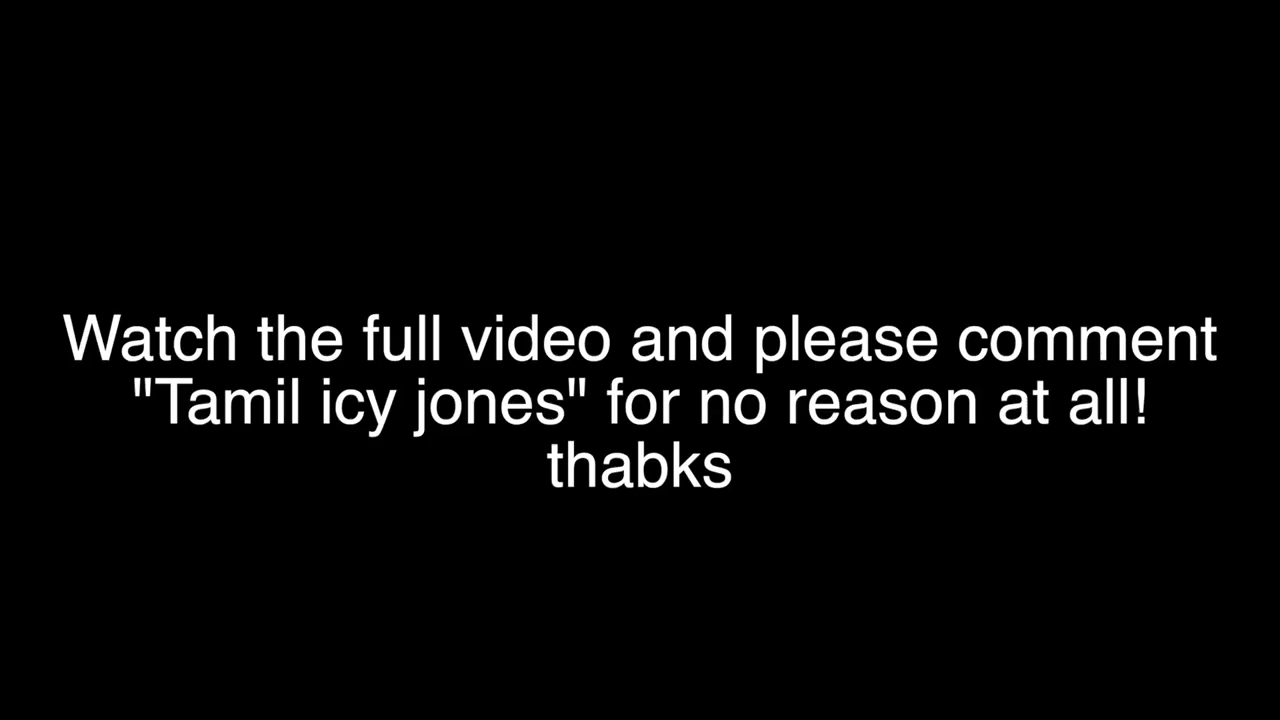 Watch the full video and please comment
"Tamil icy jones" for no reason at all!
thabks